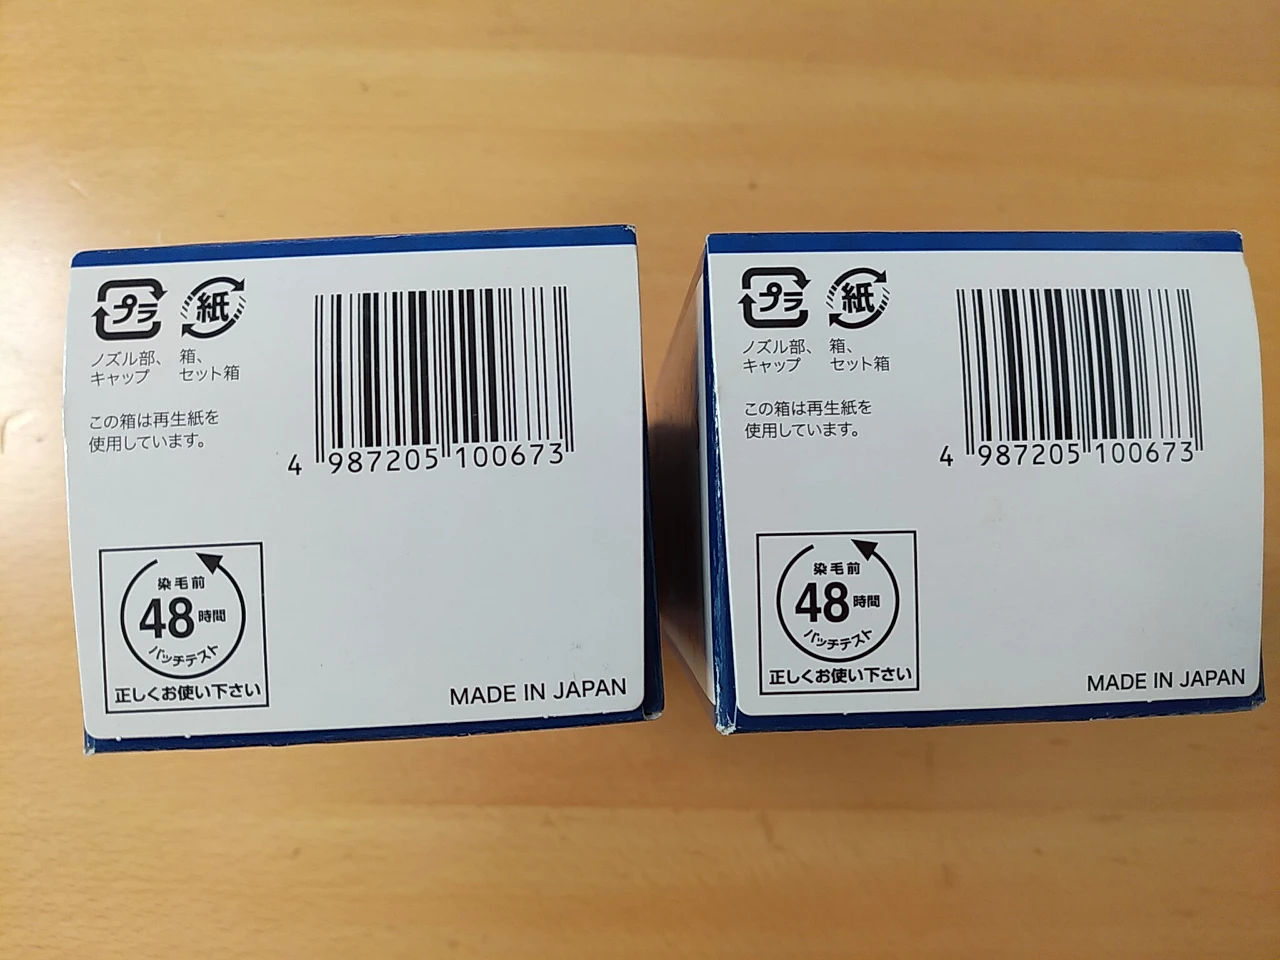 プラ
紙
ノズル部、
キャップ
箱、
セット箱
この箱は再生紙を
使用しています。
4 987205 100673
染毛前
48時間
パッチテスト
正しくお使い下さい
MADE IN JAPAN
プラ
紙
ノズル部、
キャップ
箱、
セット箱
この箱は再生紙を
使用しています。
4 987205 100673
染毛前
48時間
パッチテスト
正しくお使い下さい
MADE IN JAPAN